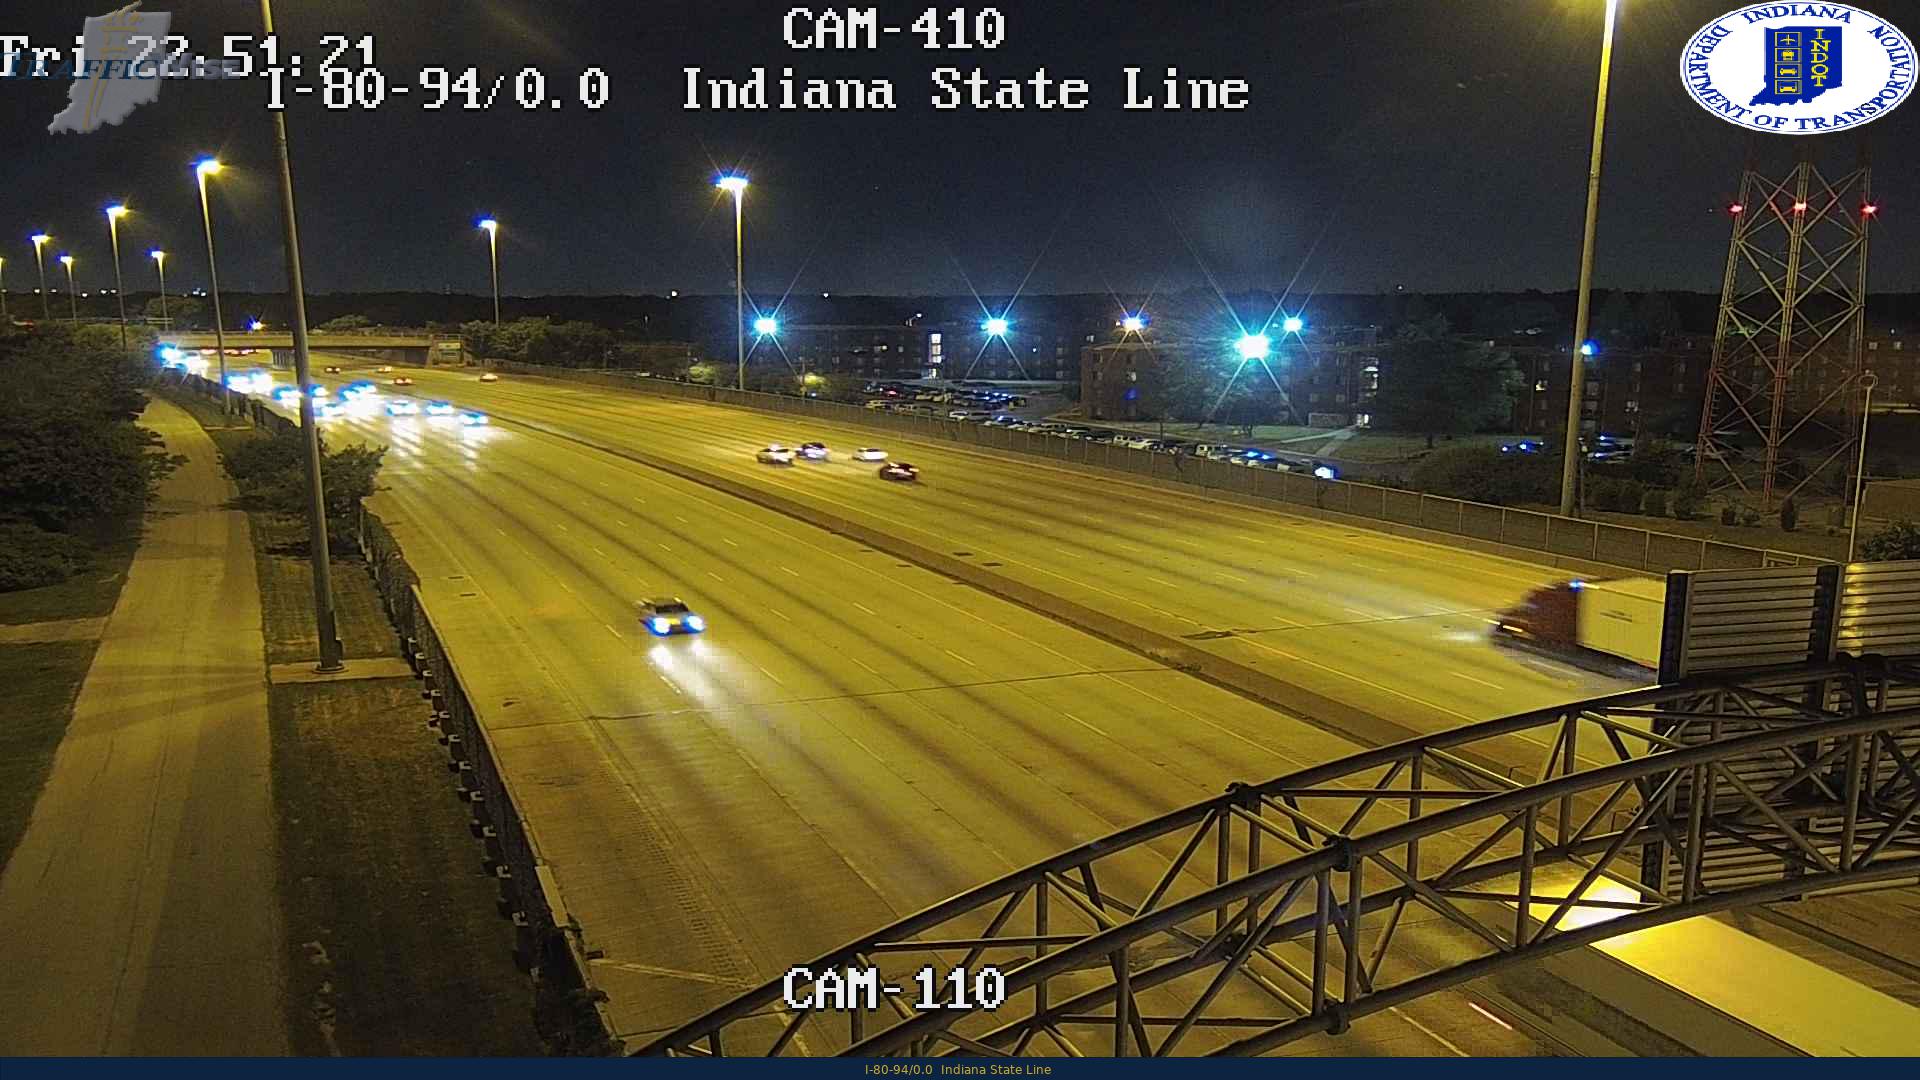 CAM-410
Fri 22:51:21
TRAFFICWISE
I-80-94/0.0 Indiana State Line
INDIANA
DEPARTMENT OF TRANSPORTATION
INDOT
CAM-110
I-80-94/0.0 Indiana State Line